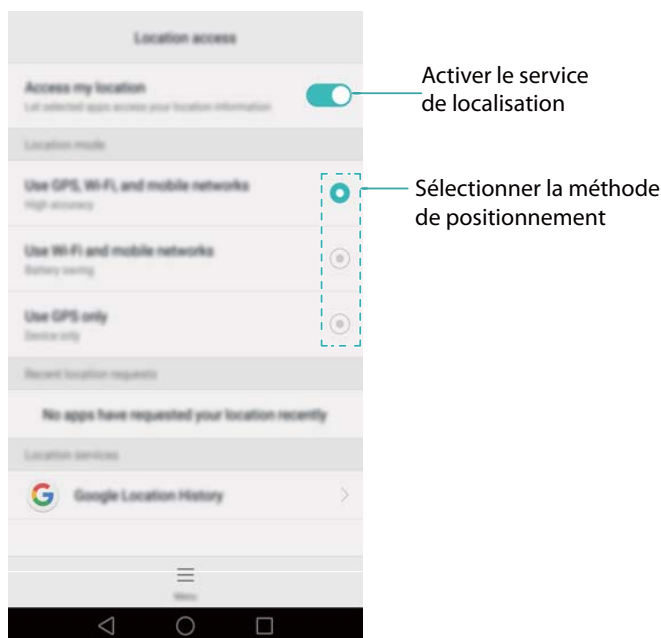 Location access
Access my location
Activer le service
de localisation
Let selected apps access your location information
Location mode
Use GPS, Wi-Fi, and mobile networks
High accuracy
Sélectionner la méthode
de positionnement
Use Wi-Fi and mobile networks
Battery saving
Use GPS only
Device only
Recent location requests
No apps have requested your location recently
Location services
Google Location History
Menu